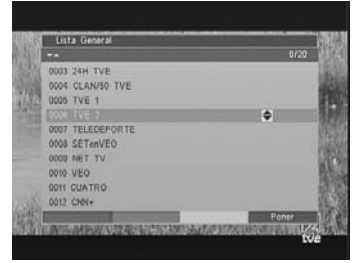 Lista General
6/20
0003 24H TVE
0004 CLAN/50 TVE
0005 TVE 1
0006 TVE 2
0007 TELEDEPORTE
0008 SETenVEO
0009 NET TV
0010 VEO
0011 CUATRO
0012 CNN+
Poner
tve